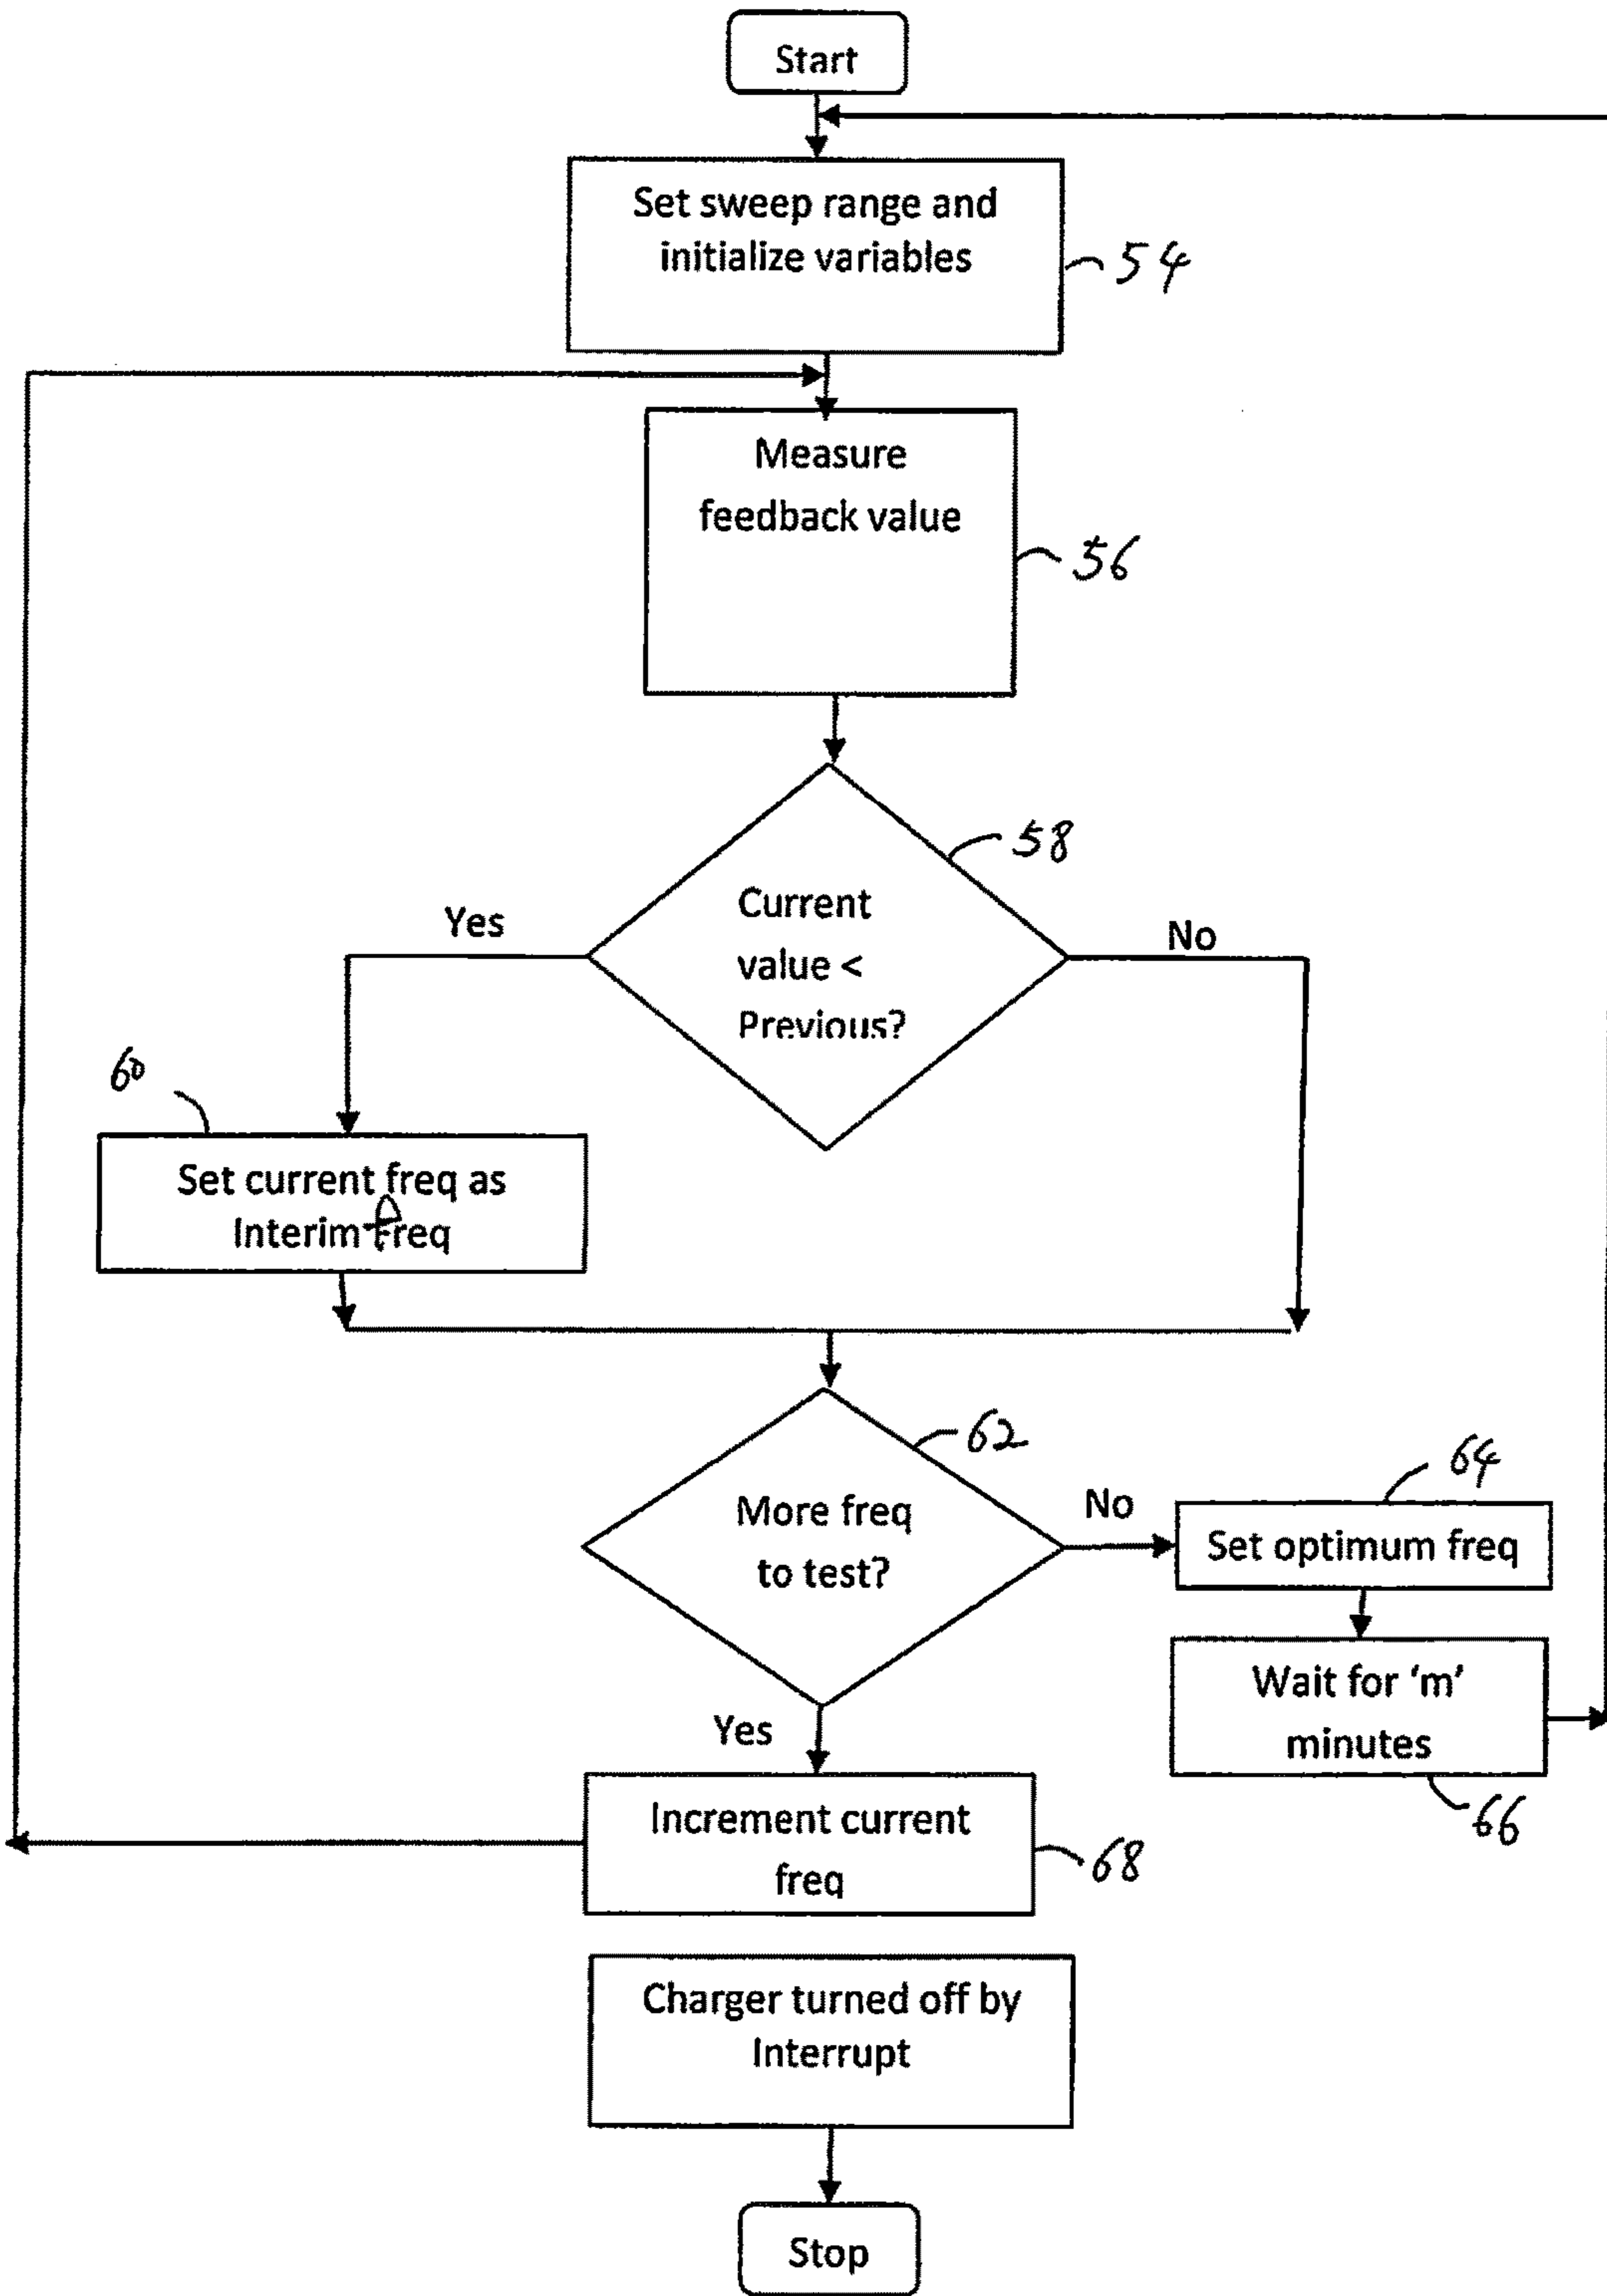 Start
Set sweep range and
initialize variables
54
Measure
feedback value
56
58
Current
value <
Previous?
Yes
No
60
Set current freq as
Interim freq
62
More freq
to test?
No
64
Set optimum freq
Wait for ‘m’
minutes
66
Yes
Increment current
freq
68
Charger turned off by
Interrupt
Stop